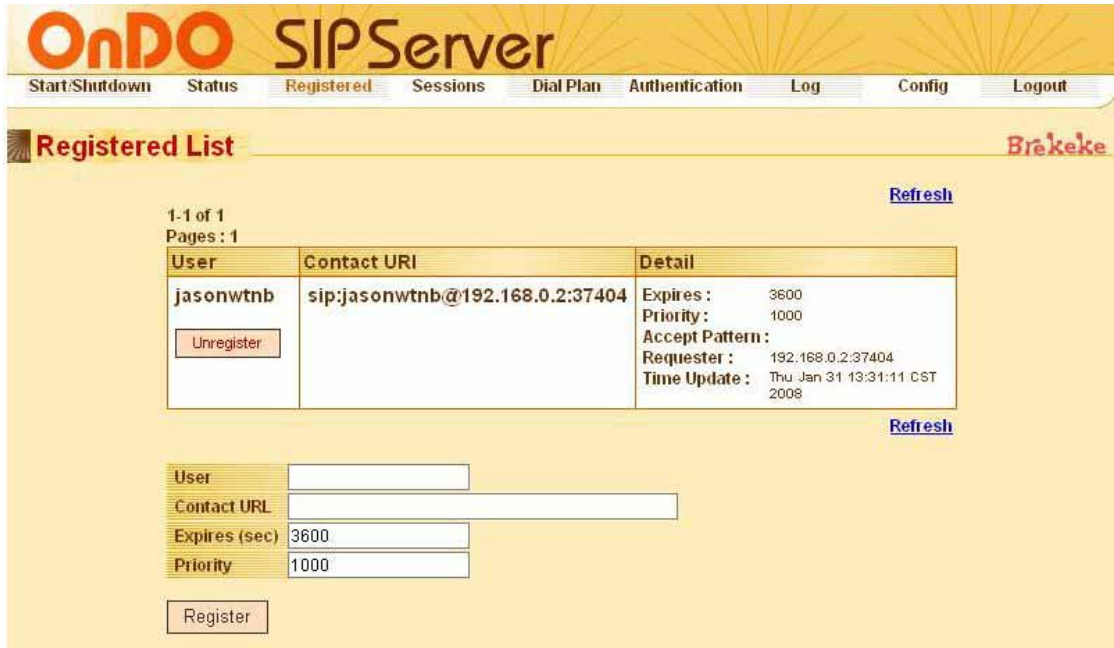 OnDO SIPServer
Start/Shutdown Status Registered Sessions Dial Plan Authentication Log Config Logout
Registered List
Brekeke
Refresh
1-1 of 1
Pages : 1
User Contact URI Detail
jasonwtnb sip:jasonwtnb@192.168.0.2:37404
Unregister
Expires : 3600
Priority : 1000
Accept Pattern :
Requester : 192.168.0.2:37404
Time Update : Thu Jan 31 13:31:11 CST
2008
Refresh
User
Contact URL
Expires (sec) 3600
Priority 1000
Register